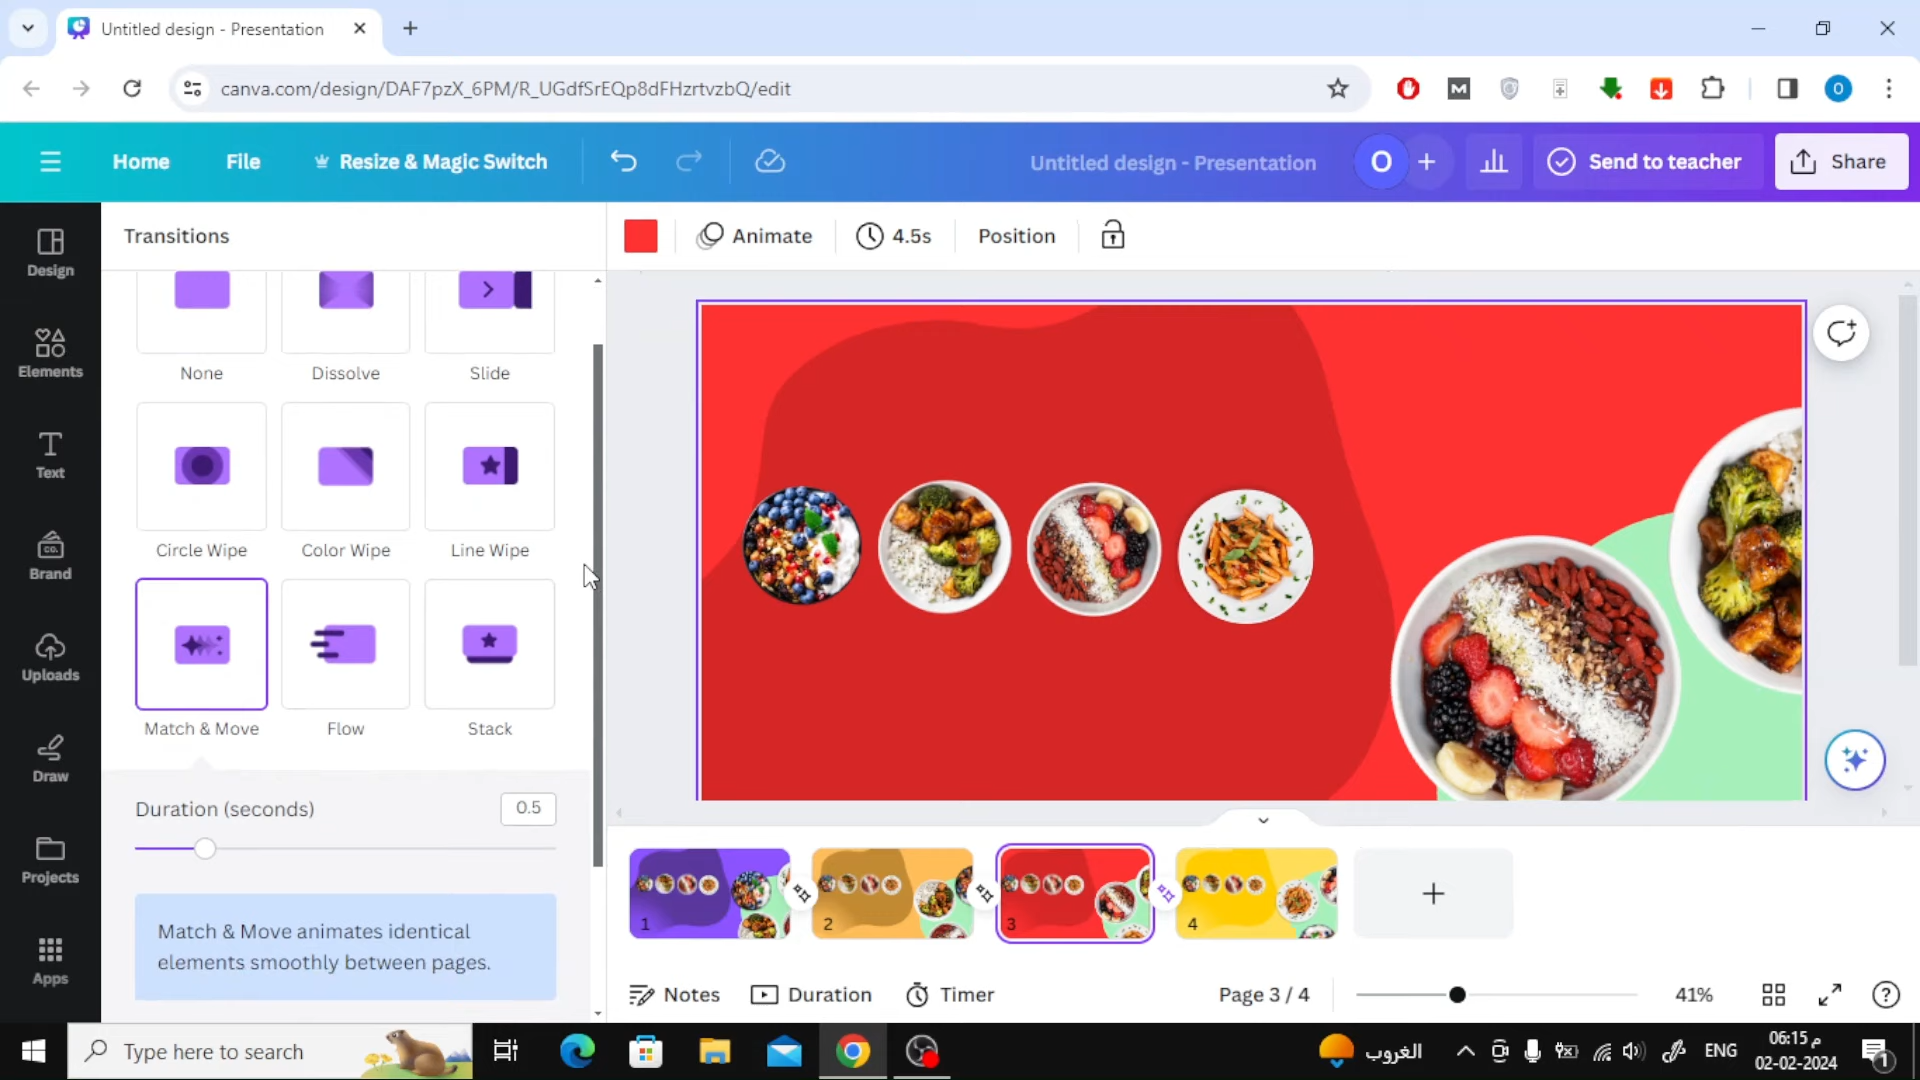 Untitled design - Presentation
canva.com/design/DAF7pzX_6PM/R_UGdfSrEQp8dFHzrtvzbQ/edit
M
O
Home
File
Resize & Magic Switch
Untitled design - Presentation
O
Send to teacher
Share
Design
Elements
Text
CO.
Brand
Uploads
Draw
Projects
Apps
Transitions
None
Dissolve
Slide
Circle Wipe
Color Wipe
Line Wipe
Match & Move
Flow
Stack
Duration (seconds)
0.5
Match & Move animates identical
elements smoothly between pages.
Animate
4.5s
Position
1
2
3
4
Notes
Duration
Timer
Page 3 / 4
41%
Type here to search
الغروب
ENG
06:15 م
02-02-2024
1